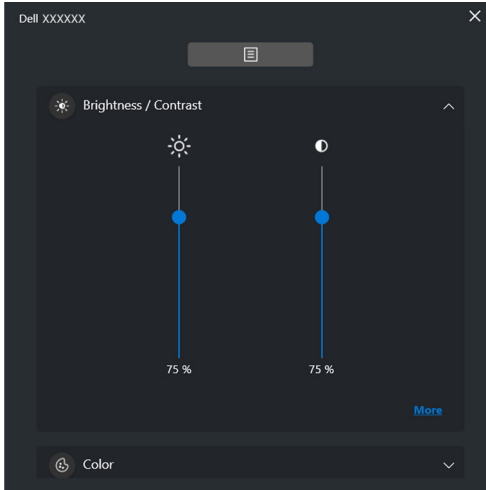 Dell XXXXXX
Brightness / Contrast
75 % 75 %
More
Color